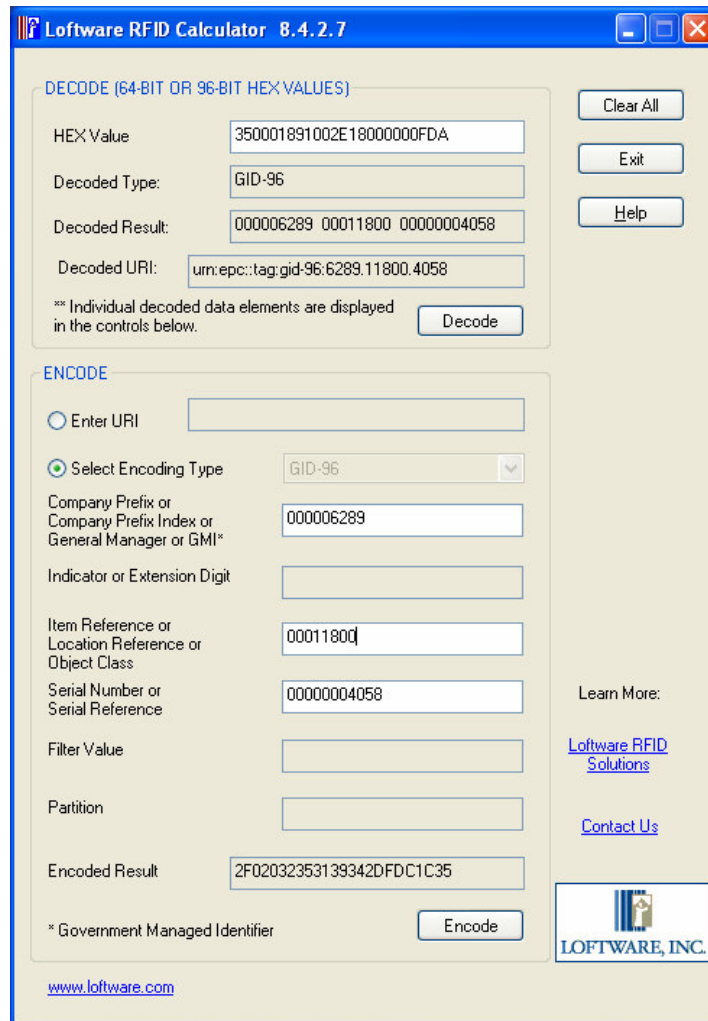 Loftware RFID Calculator 8.4.2.7
DECODE (64-BIT OR 96-BIT HEX VALUES)
HEX Value
350001891002E18000000FDA
Decoded Type:
GID-96
Decoded Result:
000006289 00011800 00000004058
Decoded URI:
urn:epc::tag:gid-96:6289.11800.4058
** Individual decoded data elements are displayed
in the controls below.
Decode
Clear All
Exit
Help
ENCODE
Enter URI
Select Encoding Type
GID-96
Company Prefix or
Company Prefix Index or
General Manager or GMI*
000006289
Indicator or Extension Digit
Item Reference or
Location Reference or
Object Class
00011800
Serial Number or
Serial Reference
00000004058
Filter Value
Partition
Encoded Result
2F02032353139342DFDC1C35
* Government Managed Identifier
Encode
Learn More:
Loftware RFID
Solutions
Contact Us
LOFTWARE, INC.
www.loftware.com